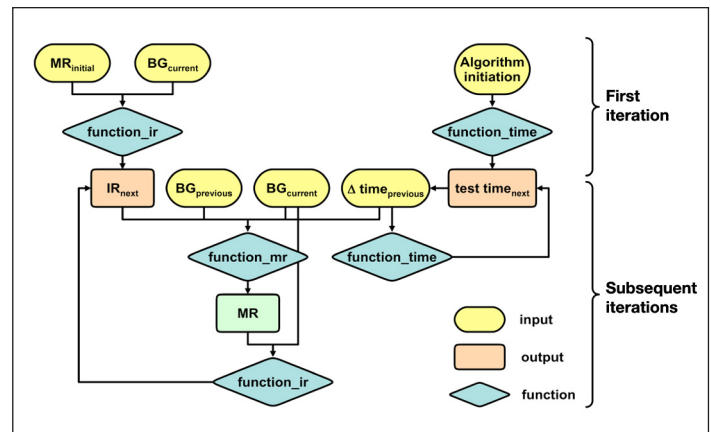 MRinitial
BGcurrent
Algorithm
initiation
First
iteration
function_ir
function_time
IRnext
BGprevious
BGcurrent
Δ timeprevious
test timenext
function_mr
function_time
MR
function_ir
Subsequent
iterations
input
output
function